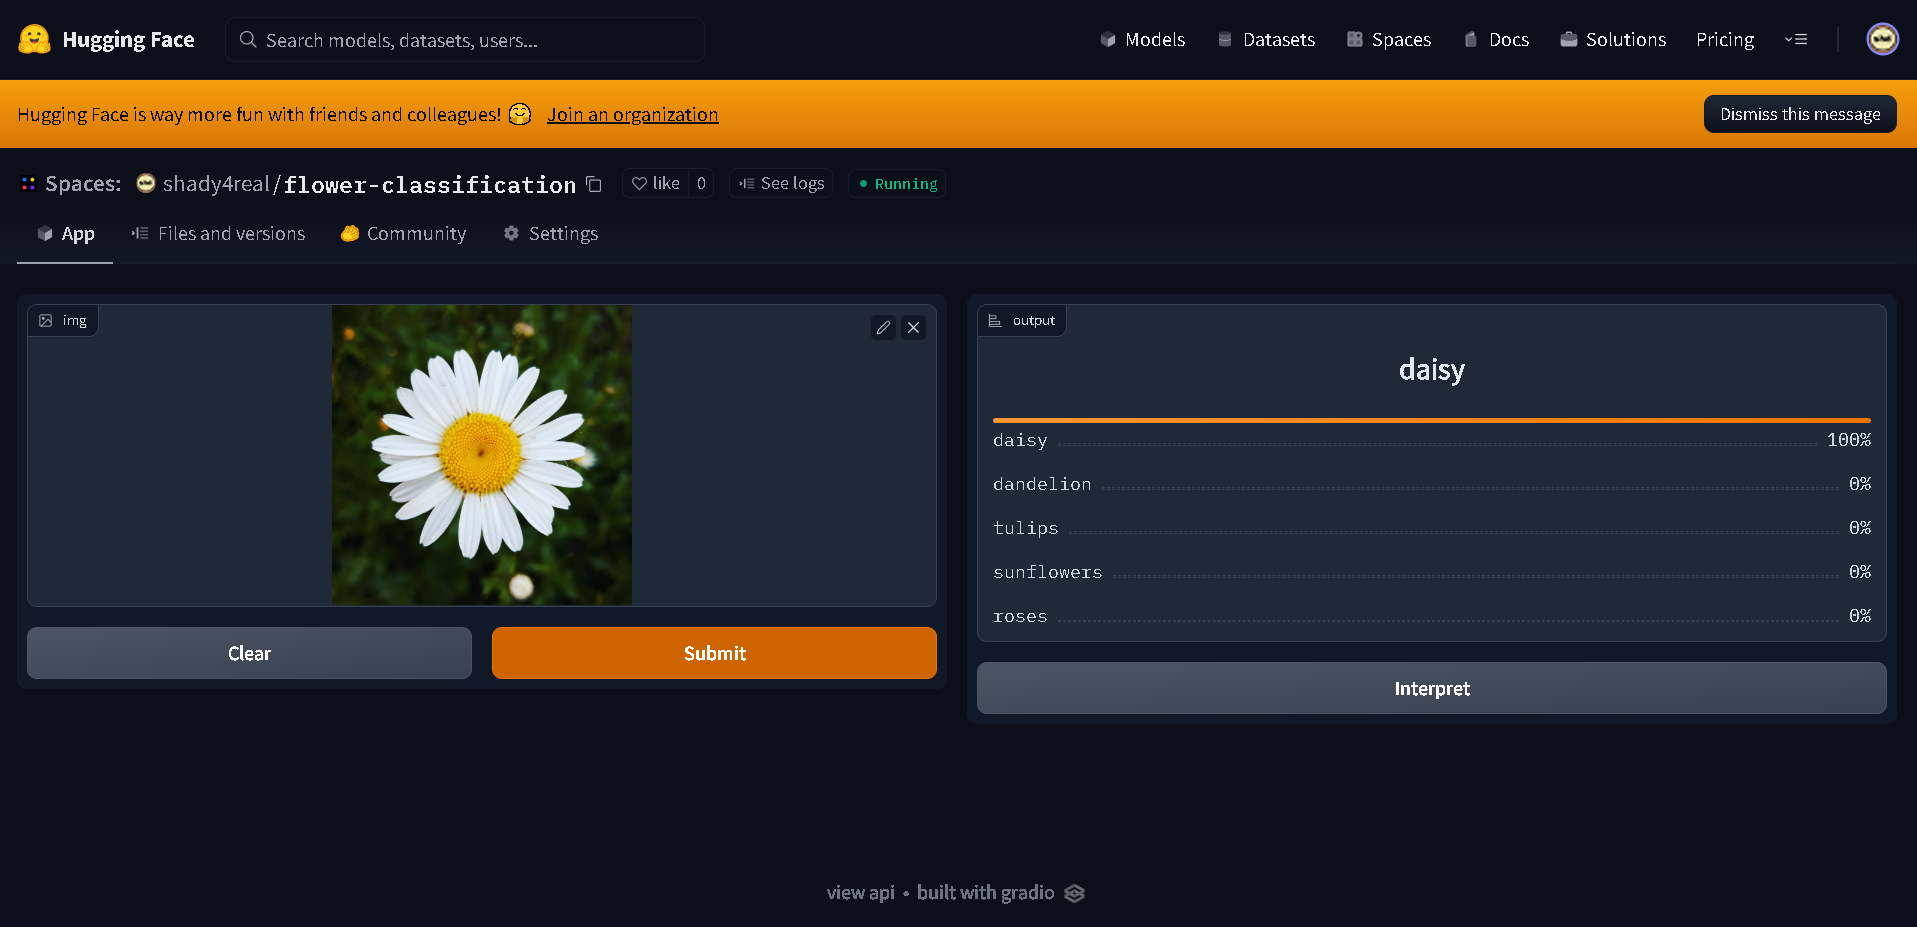 Hugging Face
Search models, datasets, users...
Models
Datasets
Spaces
Docs
Solutions
Pricing
Hugging Face is way more fun with friends and colleagues! 🤗 Join an organization
Dismiss this message
Spaces:
shady4real/flower-classification
like 0
See logs
Running
App
Files and versions
Community
Settings
img
Clear
Submit
output
daisy
daisy 100%
dandelion 0%
tulips 0%
sunflowers 0%
roses 0%
Interpret
view api • built with gradio